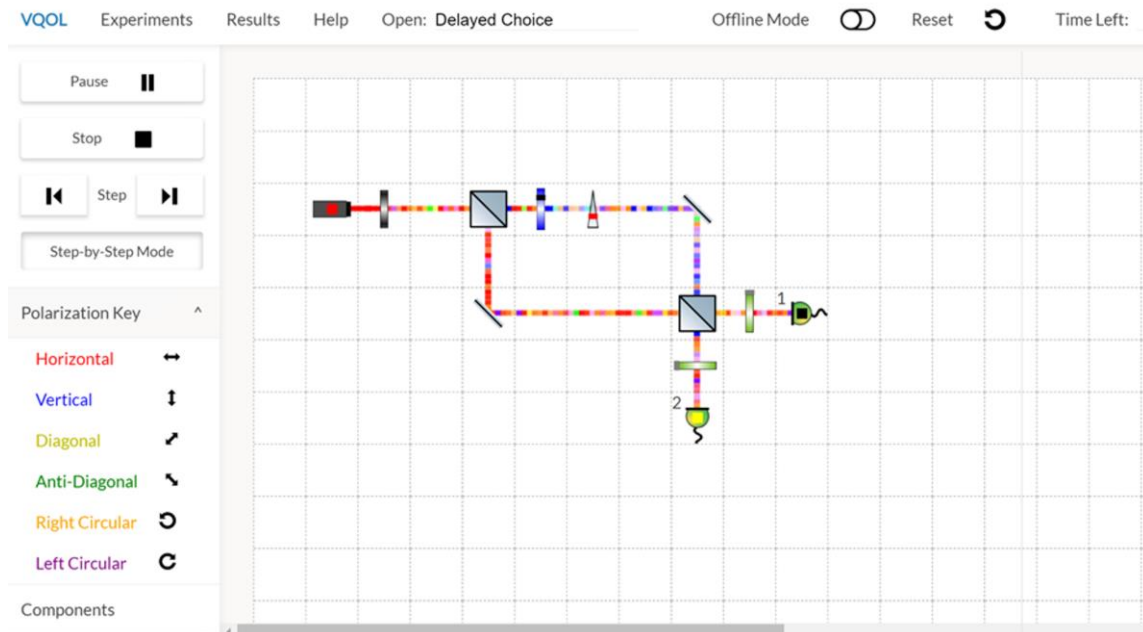 VQOL Experiments Results Help Open: Delayed Choice Offline Mode Reset Time Left:
Pause
Stop
Step
Step-by-Step Mode
Polarization Key
Horizontal
Vertical
Diagonal
Anti-Diagonal
Right Circular
Left Circular
Components
1
2